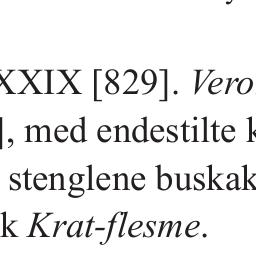 XXIX [829]. Vero
], med endestilte k
stenglene buskak
k Krat-flesme.